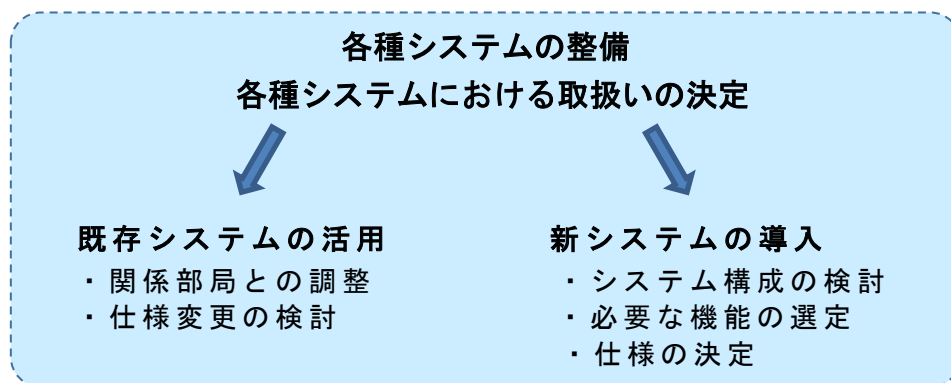 各種システムの整備
各種システムにおける取扱いの決定
既存システムの活用
・関係部局との調整
・仕様変更の検討
新システムの導入
・システム構成の検討
・必要な機能の選定
・仕様の決定